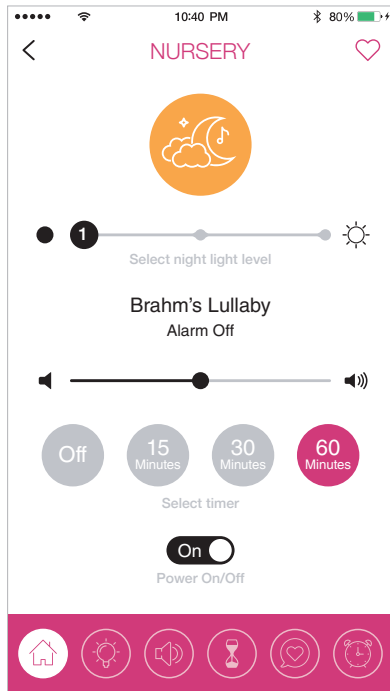 10:40 PM
80%
NURSERY
1
Select night light level
Brahm's Lullaby
Alarm Off
Off
15
Minutes
30
Minutes
60
Minutes
Select timer
On
Power On/Off